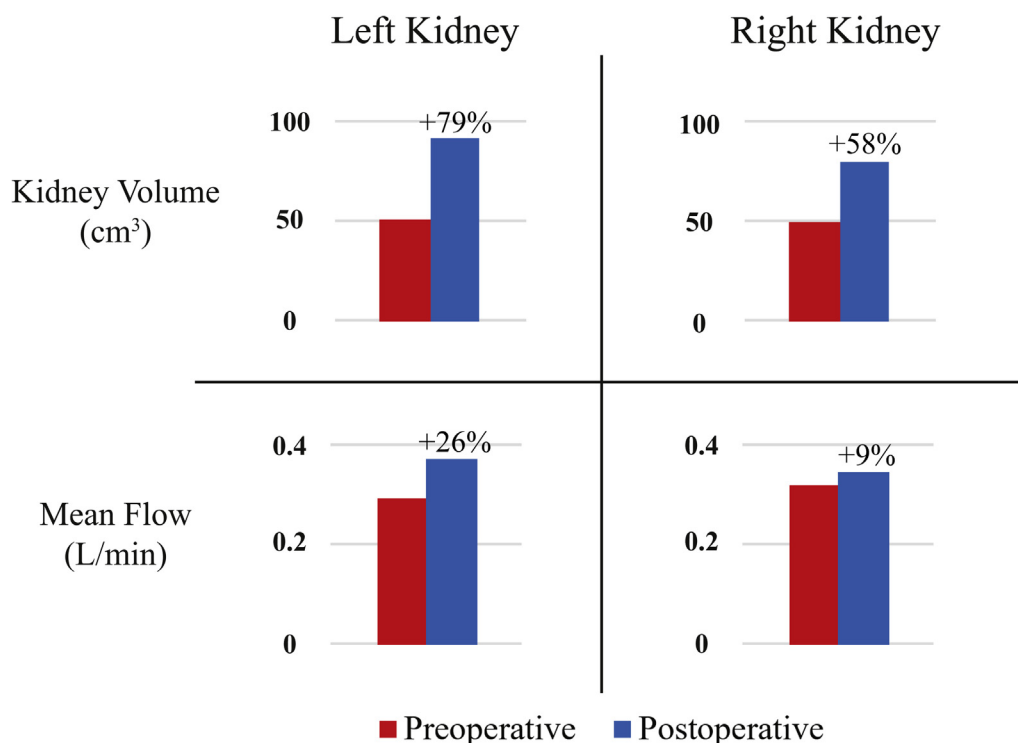 Left Kidney
Right Kidney
Kidney Volume
(cm³)
100
50
0
+79%
100
50
0
+58%
Mean Flow
(L/min)
0.4
0.2
0
+26%
0.4
0.2
0
+9%
Preoperative
Postoperative